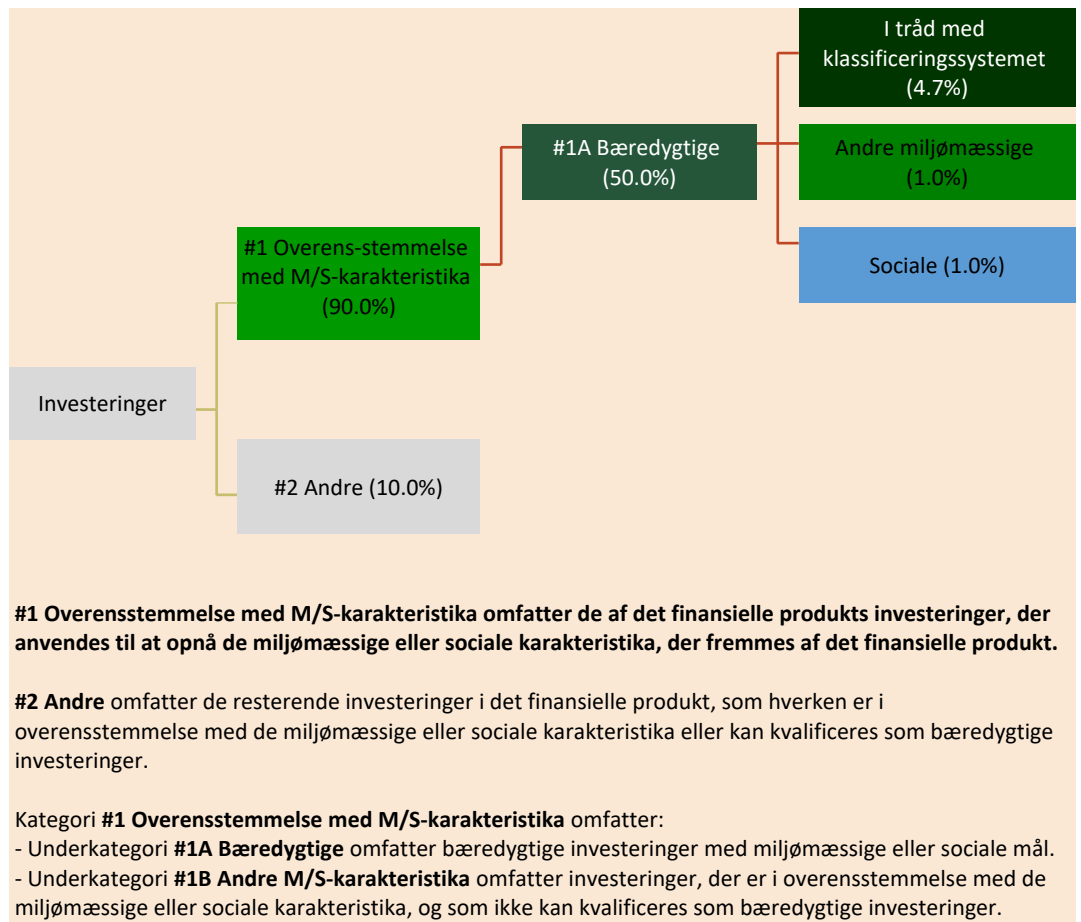 I tråd med
klassificeringssystemet
(4.7%)
#1A Bæredygtige
(50.0%)
Andre miljømæssige
(1.0%)
#1 Overens-stemmelse
med M/S-karakteristika
(90.0%)
Sociale (1.0%)
Investeringer
#2 Andre (10.0%)
#1 Overensstemmelse med M/S-karakteristika omfatter de af det finansielle produkts investeringer, der
anvendes til at opnå de miljømæssige eller sociale karakteristika, der fremmes af det finansielle produkt.
#2 Andre omfatter de resterende investeringer i det finansielle produkt, som hverken er i
overensstemmelse med de miljømæssige eller sociale karakteristika eller kan kvalificeres som bæredygtige
investeringer.
Kategori #1 Overensstemmelse med M/S-karakteristika omfatter:
- Underkategori #1A Bæredygtige omfatter bæredygtige investeringer med miljømæssige eller sociale mål.
- Underkategori #1B Andre M/S-karakteristika omfatter investeringer, der er i overensstemmelse med de
miljømæssige eller sociale karakteristika, og som ikke kan kvalificeres som bæredygtige investeringer.